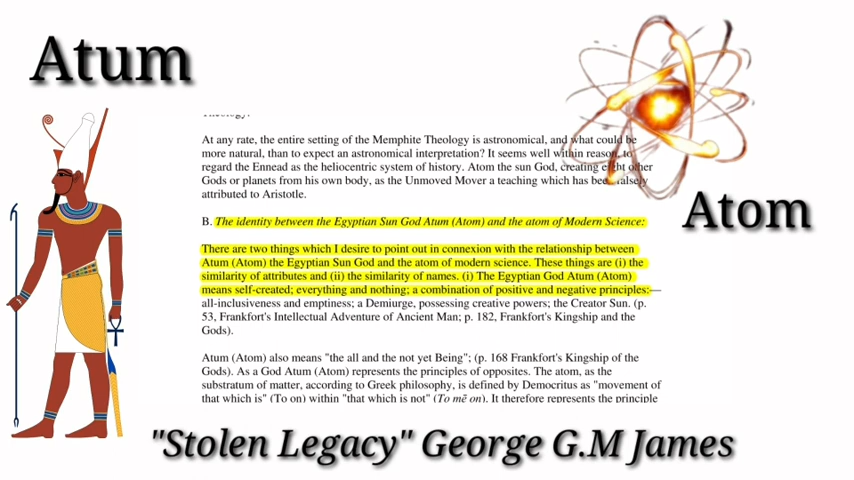 Atum
Atom
Theology.
At any rate, the entire setting of the Memphite Theology is astronomical, and what could be
more natural, than to expect an astronomical interpretation? It seems well within reason, to
regard the Ennead as the heliocentric system of history. Atom the sun God, creating eight other
Gods or planets from his own body, as the Unmoved Mover a teaching which has been falsely
attributed to Aristotle.
B. The identity between the Egyptian Sun God Atum (Atom) and the atom of Modern Science:
There are two things which I desire to point out in connexion with the relationship between
Atum (Atom) the Egyptian Sun God and the atom of modern science. These things are (i) the
similarity of attributes and (ii) the similarity of names. (i) The Egyptian God Atum (Atom)
means self-created; everything and nothing; a combination of positive and negative principles:—
all-inclusiveness and emptiness; a Demiurge, possessing creative powers; the Creator Sun. (p.
53, Frankfort's Intellectual Adventure of Ancient Man; p. 182, Frankfort's Kingship and the
Gods).
Atum (Atom) also means "the all and the not yet Being"; (p. 168 Frankfort's Kingship of the
Gods). As a God Atum (Atom) represents the principles of opposites. The atom, as the
substratum of matter, according to Greek philosophy, is defined by Democritus as "movement of
that which is" (To on) within "that which is not" (To mē on). It therefore represents the principle
"Stolen Legacy" George G.M James